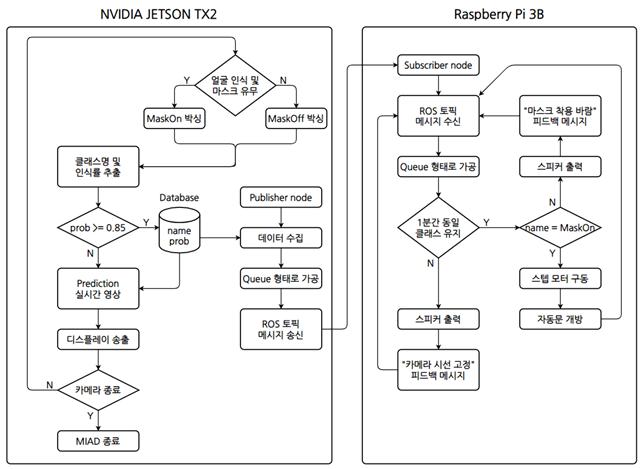 NVIDIA JETSON TX2
얼굴 인식 및
마스크 유무
Y
N
MaskOn 박싱
MaskOff 박싱
클래스명 및
인식률 추출
prob >= 0.85
Y
N
Database
name
prob
Publisher node
데이터 수집
Queue 형태로 가공
ROS 토픽
메시지 송신
Prediction
실시간 영상
디스플레이 송출
카메라 종료
N
Y
MIAD 종료
Raspberry Pi 3B
Subscriber node
ROS 토픽
메시지 수신
Queue 형태로 가공
1분간 동일
클래스 유지
Y
N
스피커 출력
"카메라 시선 고정"
피드백 메시지
"마스크 착용 바람"
피드백 메시지
스피커 출력
N
name = MaskOn
Y
스텝 모터 구동
자동문 개방